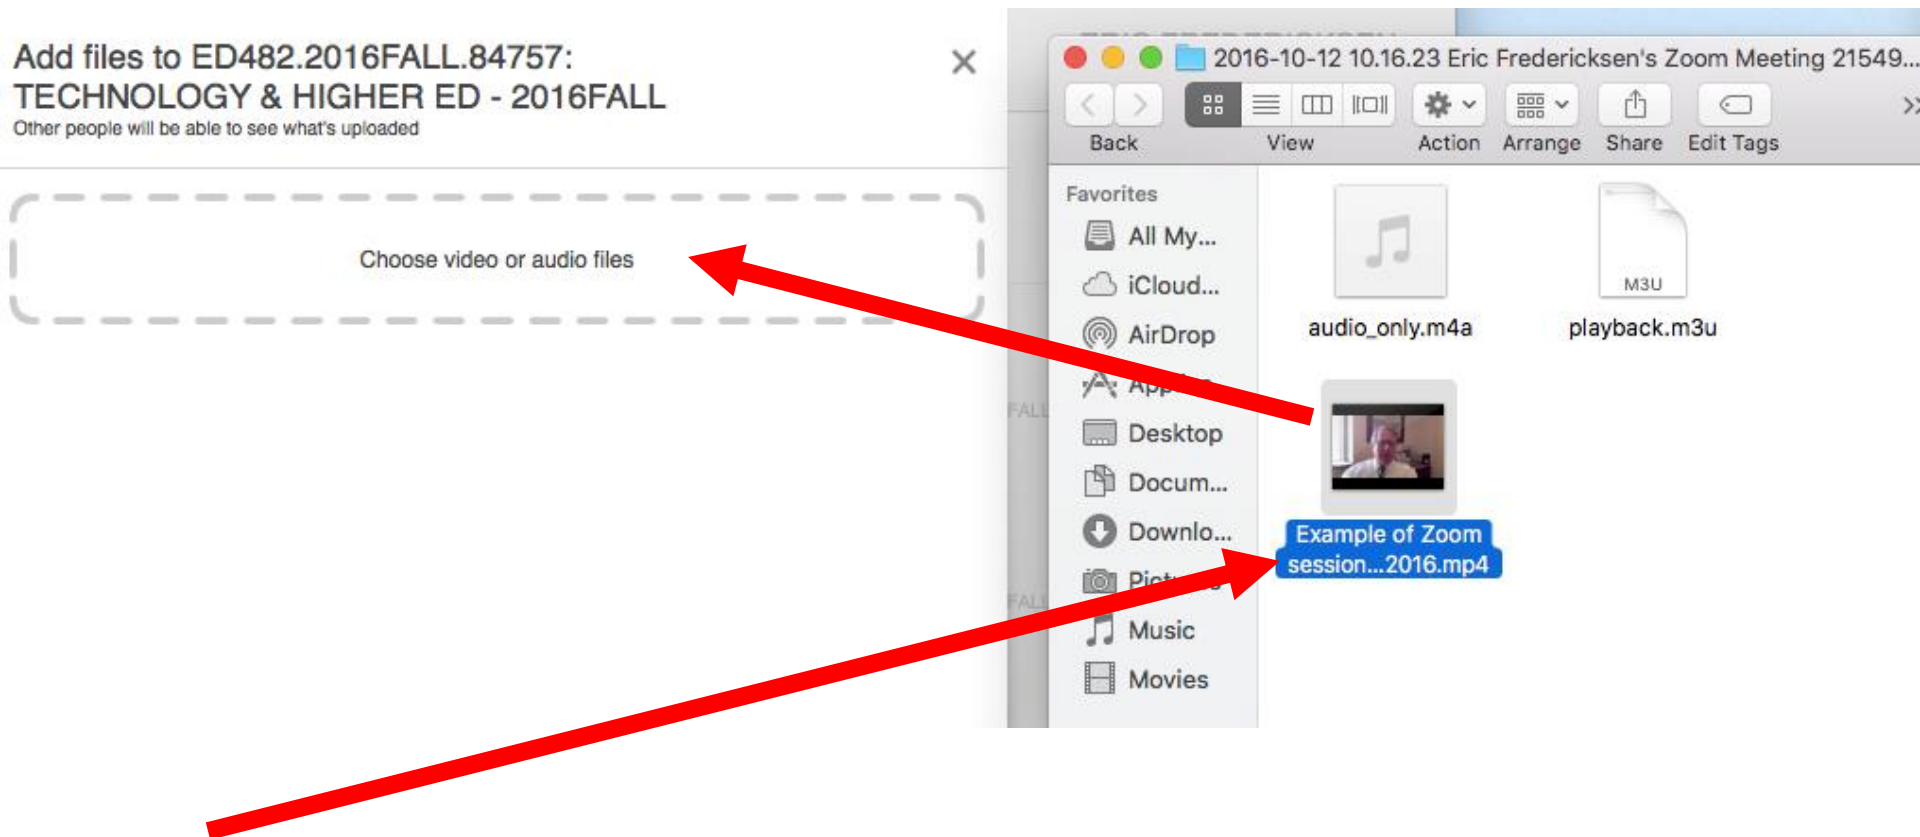 Add files to ED482.2016FALL.84757:
TECHNOLOGY & HIGHER ED - 2016FALL
Other people will be able to see what's uploaded
Choose video or audio files
2016-10-12 10.16.23 Eric Fredericksen's Zoom Meeting 21549...
Back View Action Arrange Share Edit Tags
Favorites
All My...
iCloud...
AirDrop
Desktop
Docum...
Downlo...
Pictures
Music
Movies
M3U
audio_only.m4a playback.m3u
Example of Zoom
session...2016.mp4
FALL
FALL